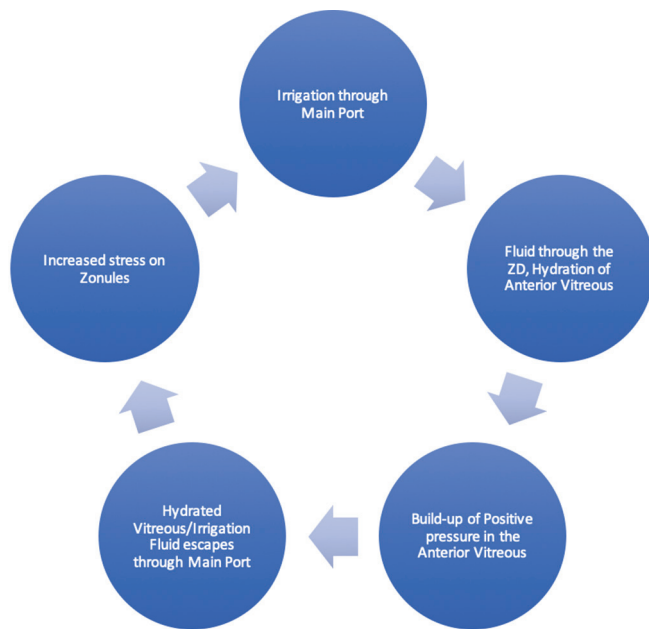 Irrigation through
Main Port
Fluid through the
ZD, Hydration of
Anterior Vitreous
Build-up of Positive
pressure in the
Anterior Vitreous
Hydrated
Vitreous/Irrigation
Fluid escapes
through Main Port
Increased stress on
Zonules